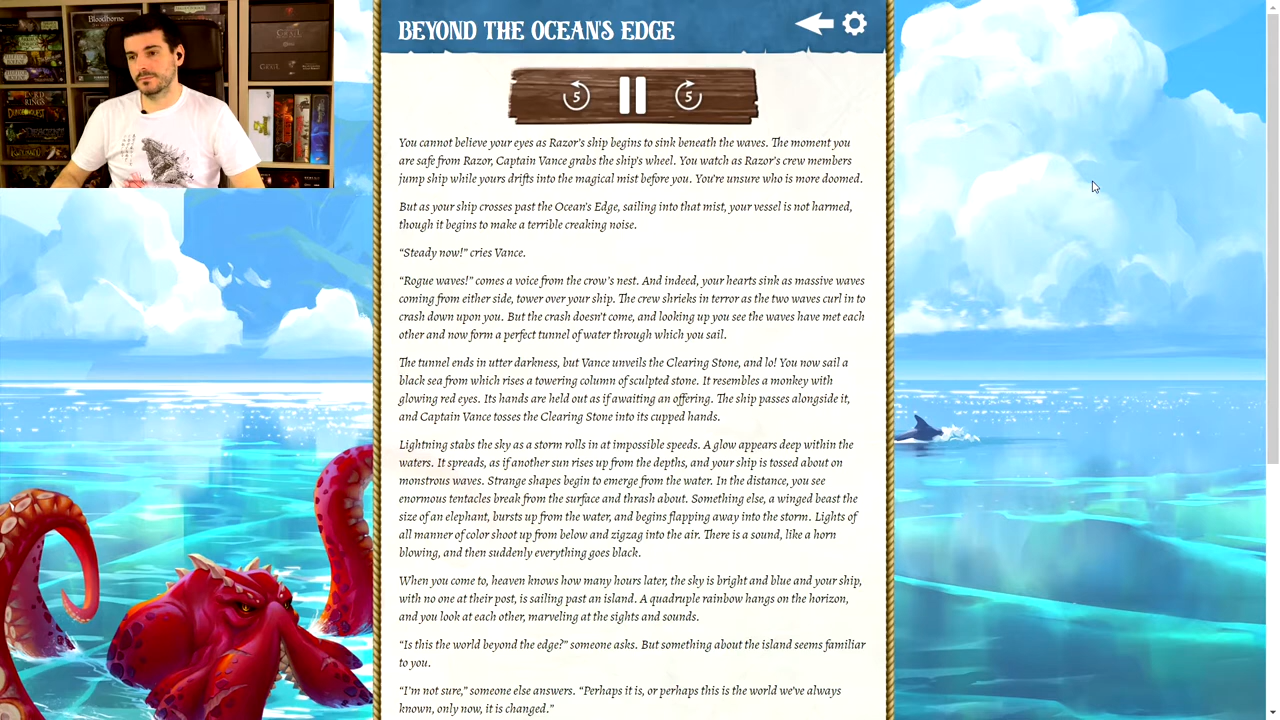 BEYOND THE OCEAN'S EDGE
5
5
You cannot believe your eyes as Razor's ship begins to sink beneath the waves. The moment you
are safe from Razor, Captain Vance grabs the ship's wheel. You watch as Razor's crew members
jump ship while yours drifts into the magical mist before you. You're unsure who is more doomed.
But as your ship crosses past the Ocean's Edge, sailing into that mist, your vessel is not harmed,
though it begins to make a terrible creaking noise.
“Steady now!” cries Vance.
“Rogue waves!” comes a voice from the crow's nest. And indeed, your hearts sink as massive waves
coming from either side, tower over your ship. The crew shrieks in terror as the two waves curl in to
crash down upon you. But the crash doesn't come, and looking up you see the waves have met each
other and now form a perfect tunnel of water through which you sail.
The tunnel ends in utter darkness, but Vance unveils the Clearing Stone, and lo! You now sail a
black sea from which rises a towering column of sculpted stone. It resembles a monkey with
glowing red eyes. Its hands are held out as if awaiting an offering. The ship passes alongside it,
and Captain Vance tosses the Clearing Stone into its cupped hands.
Lightning stabs the sky as a storm rolls in at impossible speeds. A glow appears deep within the
waters. It spreads, as if another sun rises up from the depths, and your ship is tossed about on
monstrous waves. Strange shapes begin to emerge from the water. In the distance, you see
enormous tentacles break from the surface and thrash about. Something else, a winged beast the
size of an elephant, bursts up from the water, and begins flapping away into the storm. Lights of
all manner of color shoot up from below and zigzag into the air. There is a sound, like a horn
blowing, and then suddenly everything goes black.
When you come to, heaven knows how many hours later, the sky is bright and blue and your ship,
with no one at their post, is sailing past an island. A quadruple rainbow hangs on the horizon,
and you look at each other, marveling at the sights and sounds.
“Is this the world beyond the edge?” someone asks. But something about the island seems familiar
to you.
“I'm not sure,” someone else answers. “Perhaps it is, or perhaps this is the world we've always
known, only now, it is changed.”
Bloodborne
LORD
RINGS